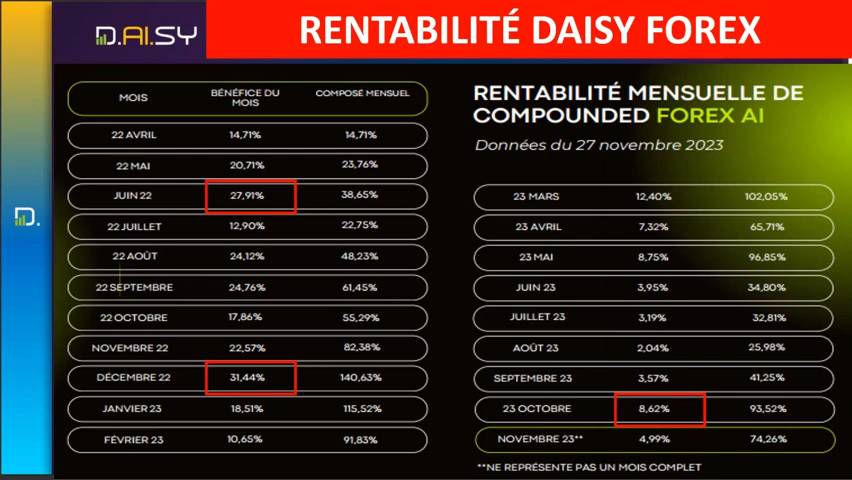 D.AI.SY
RENTABILITÉ DAISY FOREX
D.
MOIS BÉNÉFICE DU MOIS COMPOSÉ MENSUEL
22 AVRIL 14,71% 14,71%
22 MAI 20,71% 23,76%
JUIN 22 27,91% 38,65%
22 JUILLET 12,90% 22,75%
22 AOÛT 24,12% 48,23%
22 SEPTEMBRE 24,76% 61,45%
22 OCTOBRE 17,86% 55,29%
NOVEMBRE 22 22,57% 82,38%
DÉCEMBRE 22 31,44% 140,63%
JANVIER 23 18,51% 115,52%
FÉVRIER 23 10,65% 91,83%
RENTABILITÉ MENSUELLE DE
COMPOUNDED FOREX AI
Données du 27 novembre 2023
23 MARS 12,40% 102,05%
23 AVRIL 7,32% 65,71%
23 MAI 8,75% 96,85%
JUIN 23 3,95% 34,80%
JUILLET 23 3,19% 32,81%
AOÛT 23 2,04% 25,98%
SEPTEMBRE 23 3,57% 41,25%
23 OCTOBRE 8,62% 93,52%
NOVEMBRE 23** 4,99% 74,26%
**NE REPRÉSENTE PAS UN MOIS COMPLET